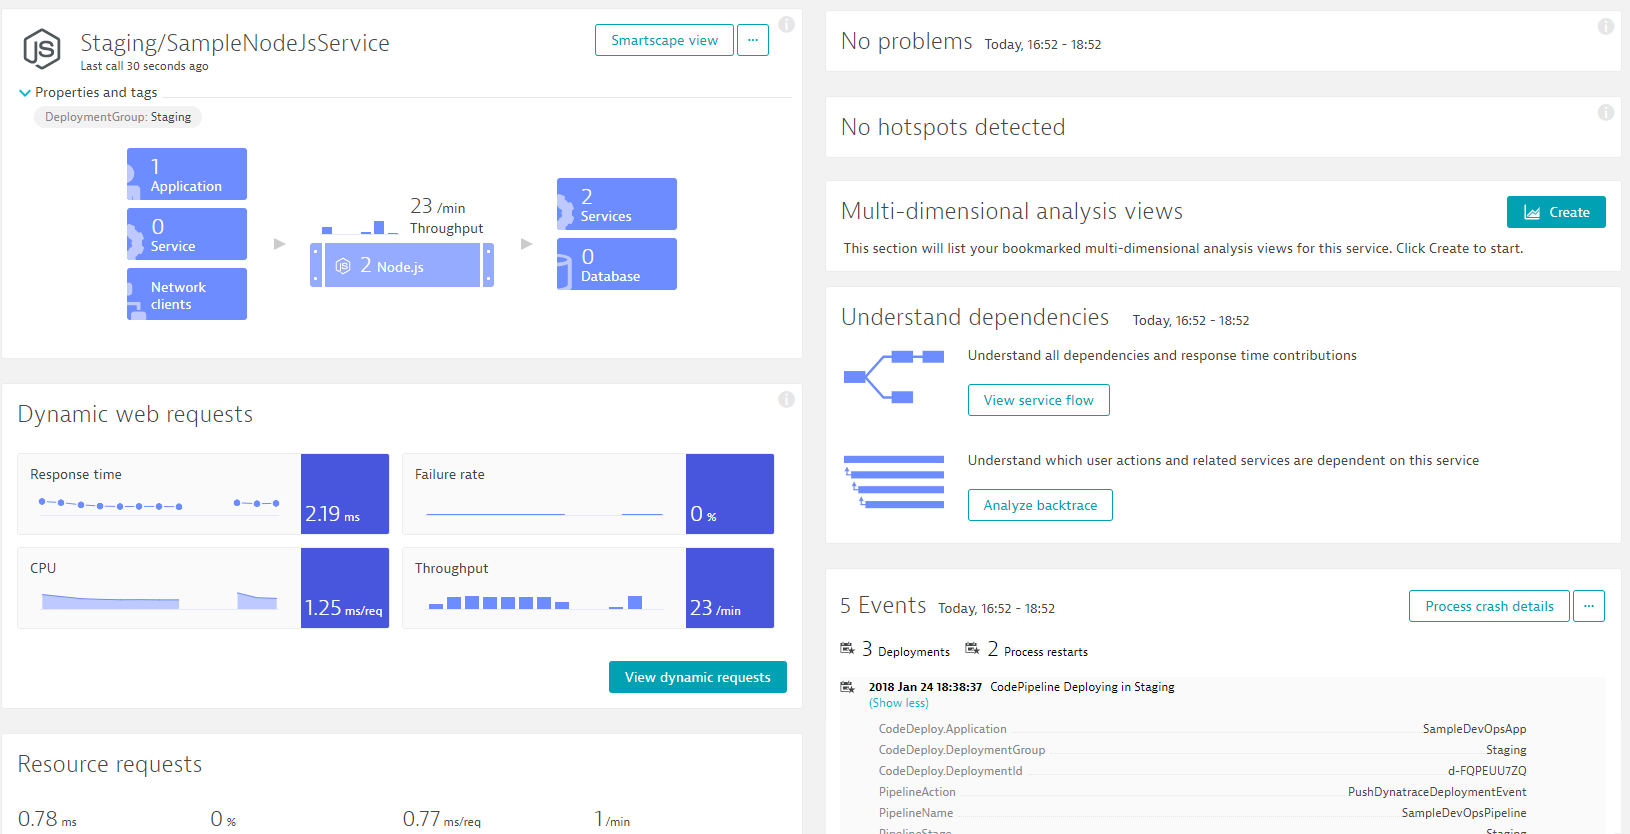 Staging/SampleNodeJsService
Last call 30 seconds ago
Smartscape view
...
Properties and tags
DeploymentGroup: Staging
1
Application
0
Service
Network
clients
23 /min
Throughput
2 Node.js
2
Services
0
Database
Dynamic web requests
Response time
2.19 ms
Failure rate
0 %
CPU
1.25 ms/req
Throughput
23 /min
View dynamic requests
Resource requests
0.78 ms
0 %
0.77 ms/req
1 /min
No problems Today, 16:52 - 18:52
No hotspots detected
Multi-dimensional analysis views
Create
This section will list your bookmarked multi-dimensional analysis views for this service. Click Create to start.
Understand dependencies Today, 16:52 - 18:52
Understand all dependencies and response time contributions
View service flow
Understand which user actions and related services are dependent on this service
Analyze backtrace
5 Events Today, 16:52 - 18:52
Process crash details
...
3 Deployments 2 Process restarts
2018 Jan 24 18:38:37 CodePipeline Deploying in Staging
(Show less)
CodeDeploy.Application SampleDevOpsApp
CodeDeploy.DeploymentGroup Staging
CodeDeploy.DeploymentId d-FQPEUU7ZQ
PipelineAction PushDynatraceDeploymentEvent
PipelineName SampleDevOpsPipeline
PipelineStage Staging